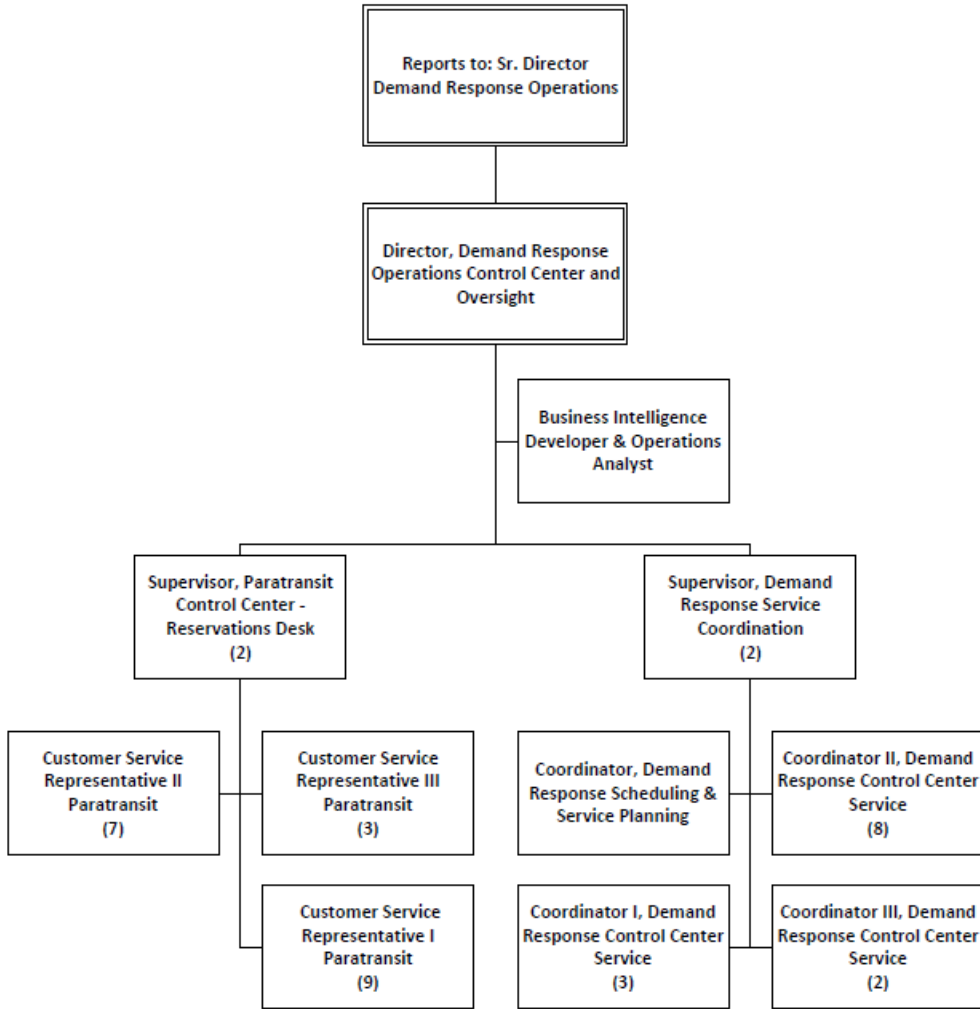 Reports to: Sr. Director
Demand Response Operations
Director, Demand Response
Operations Control Center and
Oversight
Business Intelligence
Developer & Operations
Analyst
Supervisor, Paratransit
Control Center -
Reservations Desk
(2)
Supervisor, Demand
Response Service
Coordination
(2)
Customer Service
Representative II
Paratransit
(7)
Customer Service
Representative III
Paratransit
(3)
Coordinator, Demand
Response Scheduling &
Service Planning
Coordinator II, Demand
Response Control Center
Service
(8)
Customer Service
Representative I
Paratransit
(9)
Coordinator I, Demand
Response Control Center
Service
(3)
Coordinator III, Demand
Response Control Center
Service
(2)